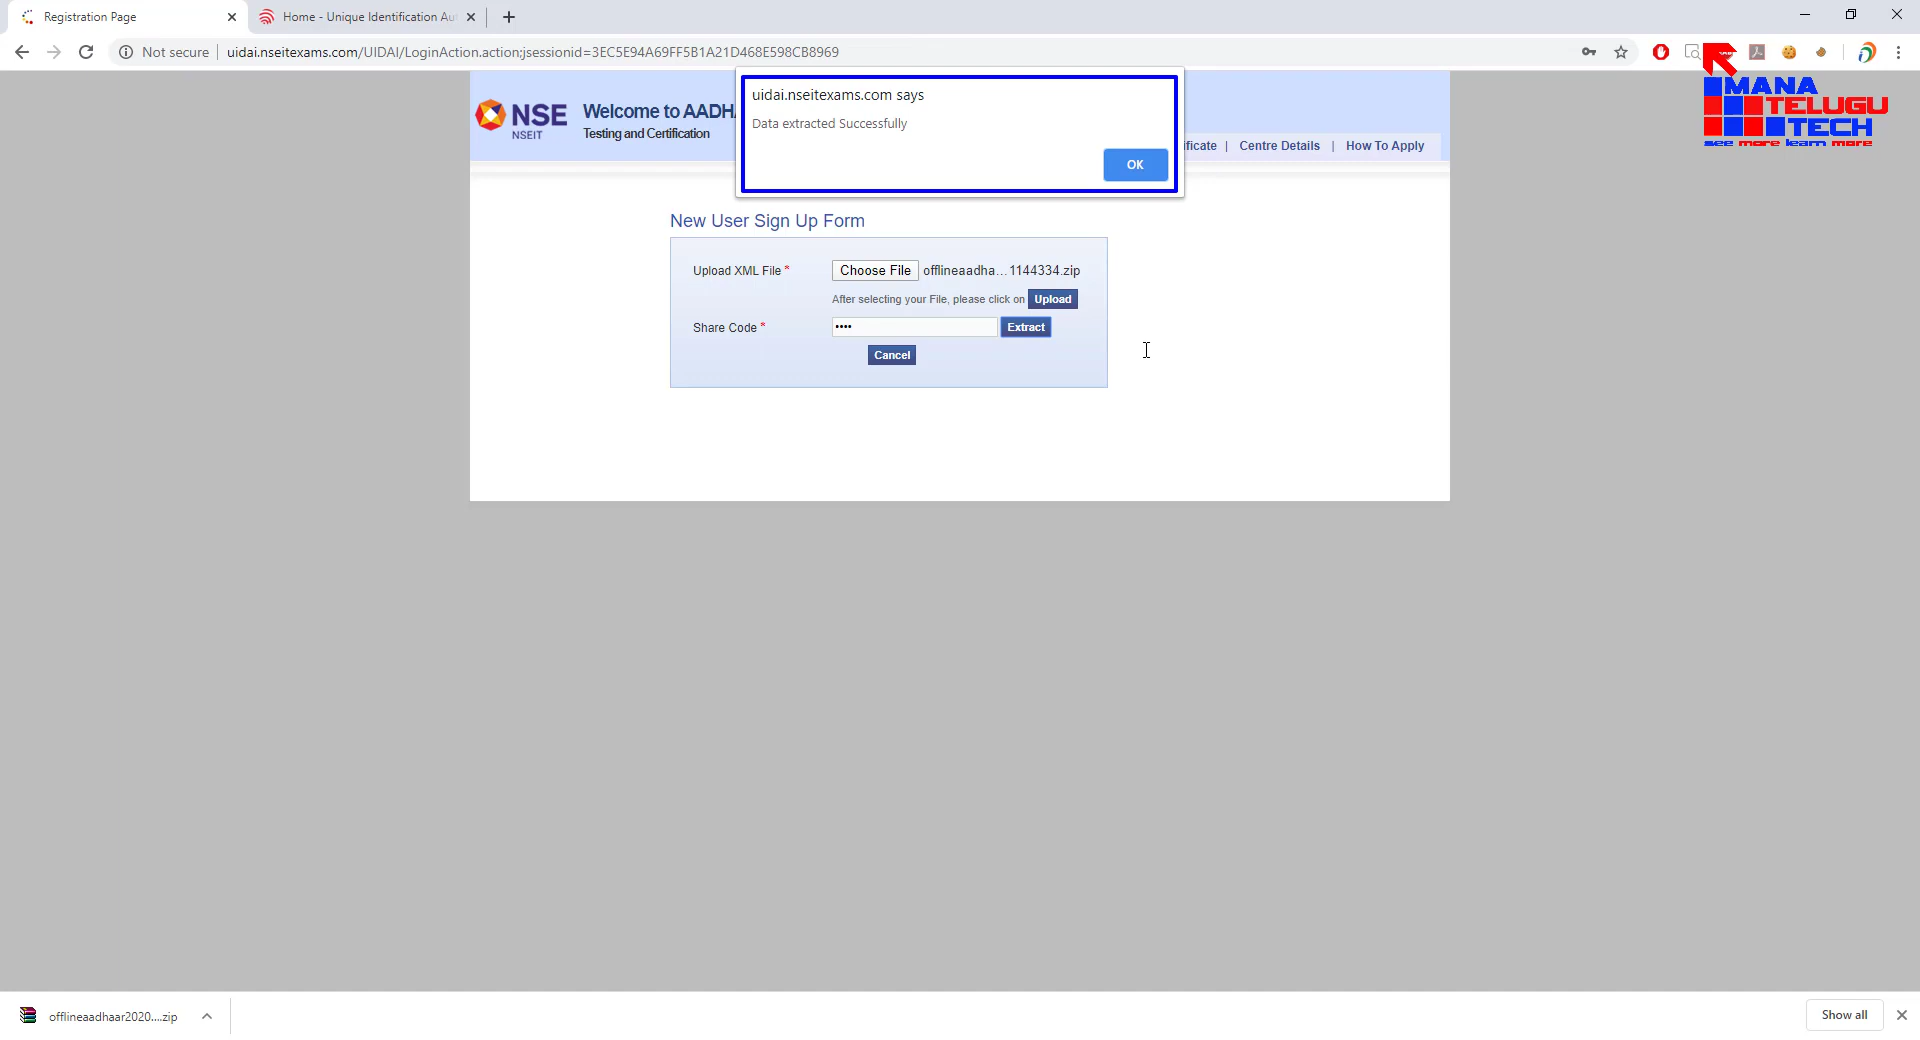 Registration Page
Home - Unique Identification Aut
Not secure
uidai.nseitexams.com/UIDAI/LoginAction.action;jsessionid=3EC5E94A69FF5B1A21D468E598CB8969
MANA
TELUGU
TECH
see more learn more
NSE
NSEIT
Welcome to AADHA
Testing and Certification
ificate | Centre Details | How To Apply
uidai.nseitexams.com says
Data extracted Successfully
OK
New User Sign Up Form
Upload XML File * Choose File offlineaadha...1144334.zip
After selecting your File, please click on Upload
Share Code * •••• Extract
Cancel
offlineaadhaar2020....zip
Show all